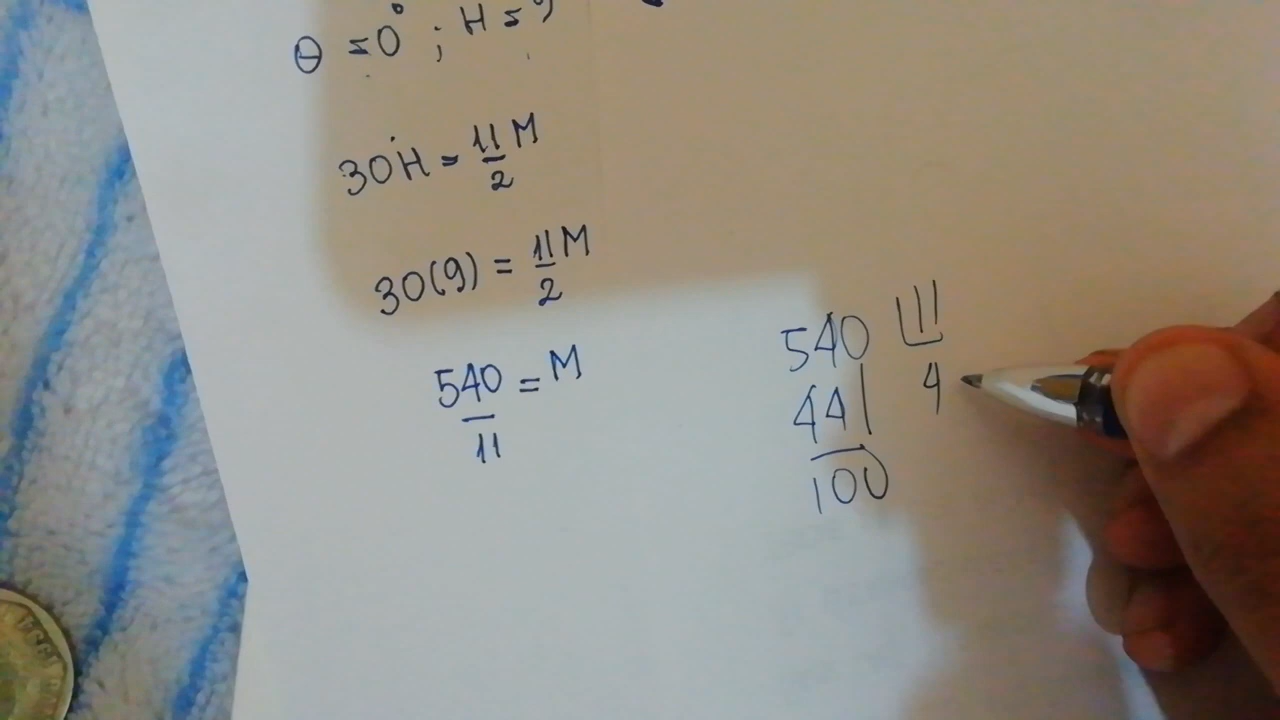 θ = 0° ; H = 9
30H = 11/2 M
30(9) = 11/2 M
540/11 = M
540 11
44 4
100